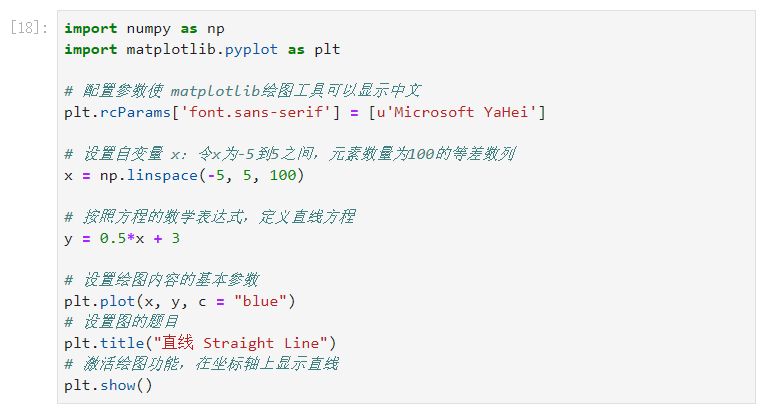 [18]:
import numpy as np
import matplotlib.pyplot as plt
# 配置参数使 matplotlib绘图工具可以显示中文
plt.rcParams['font.sans-serif'] = [u'Microsoft YaHei']
# 设置自变量 x：令x为-5到5之间，元素数量为100的等差数列
x = np.linspace(-5, 5, 100)
# 按照方程的数学表达式，定义直线方程
y = 0.5*x + 3
# 设置绘图内容的基本参数
plt.plot(x, y, c = "blue")
# 设置图的题目
plt.title("直线 Straight Line")
# 激活绘图功能，在坐标轴上显示直线
plt.show()